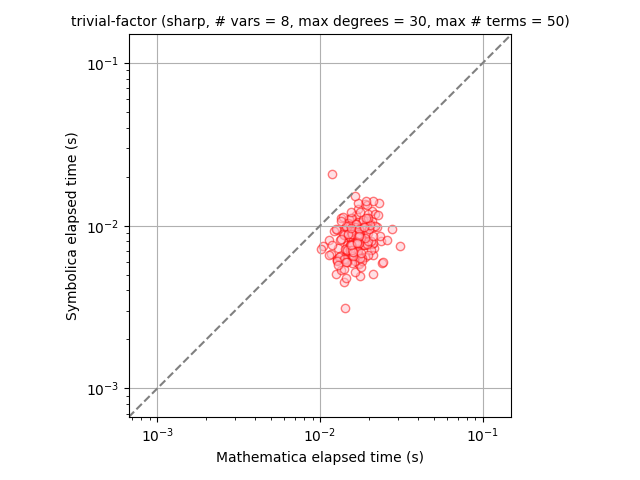 trivial-factor (sharp, # vars = 8, max degrees = 30, max # terms = 50)
10⁻¹
10⁻²
10⁻³
Symbolica elapsed time (s)
10⁻³ 10⁻² 10⁻¹
Mathematica elapsed time (s)